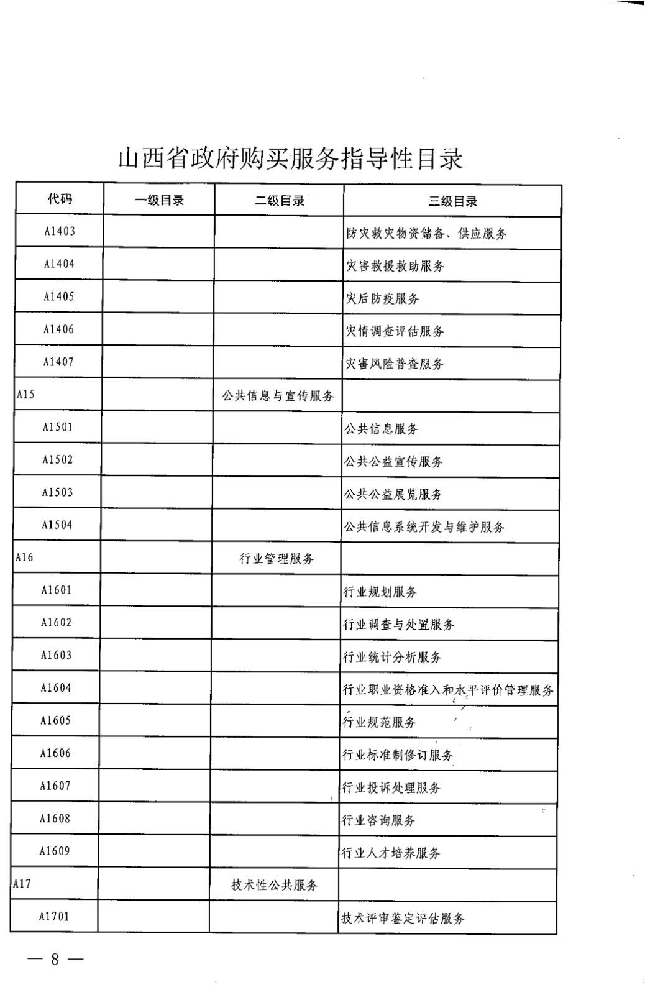 山西省政府购买服务指导性目录
代码 一级目录 二级目录 三级目录
A1403 防灾救灾物资储备、供应服务
A1404 灾害救援救助服务
A1405 灾后防疫服务
A1406 灾情调查评估服务
A1407 灾害风险普查服务
A15 公共信息与宣传服务
A1501 公共信息服务
A1502 公共公益宣传服务
A1503 公共公益展览服务
A1504 公共信息系统开发与维护服务
A16 行业管理服务
A1601 行业规划服务
A1602 行业调查与处置服务
A1603 行业统计分析服务
A1604 行业职业资格准入和水平评价管理服务
A1605 行业规范服务
A1606 行业标准制修订服务
A1607 行业投诉处理服务
A1608 行业咨询服务
A1609 行业人才培养服务
A17 技术性公共服务
A1701 技术评审鉴定评估服务
— 8 —